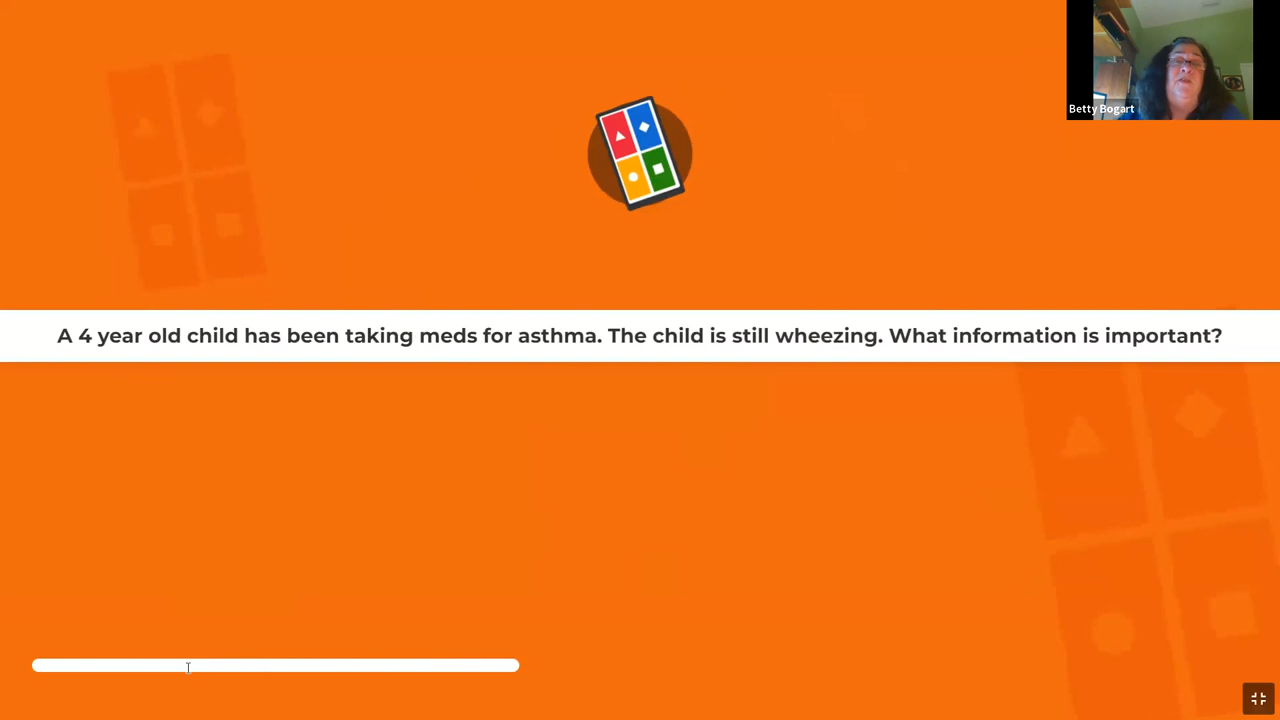 Betty Bogart
A 4 year old child has been taking meds for asthma. The child is still wheezing. What information is important?